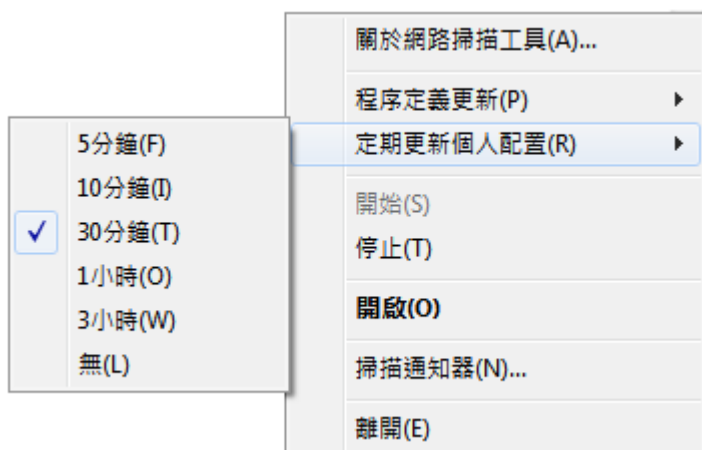 關於網路掃描工具(A)...
程序定義更新(P)
定期更新個人配置(R)
開始(S)
停止(T)
開啟(O)
掃描通知器(N)...
離開(E)
5分鐘(F)
10分鐘(I)
30分鐘(T)
1小時(O)
3小時(W)
無(L)